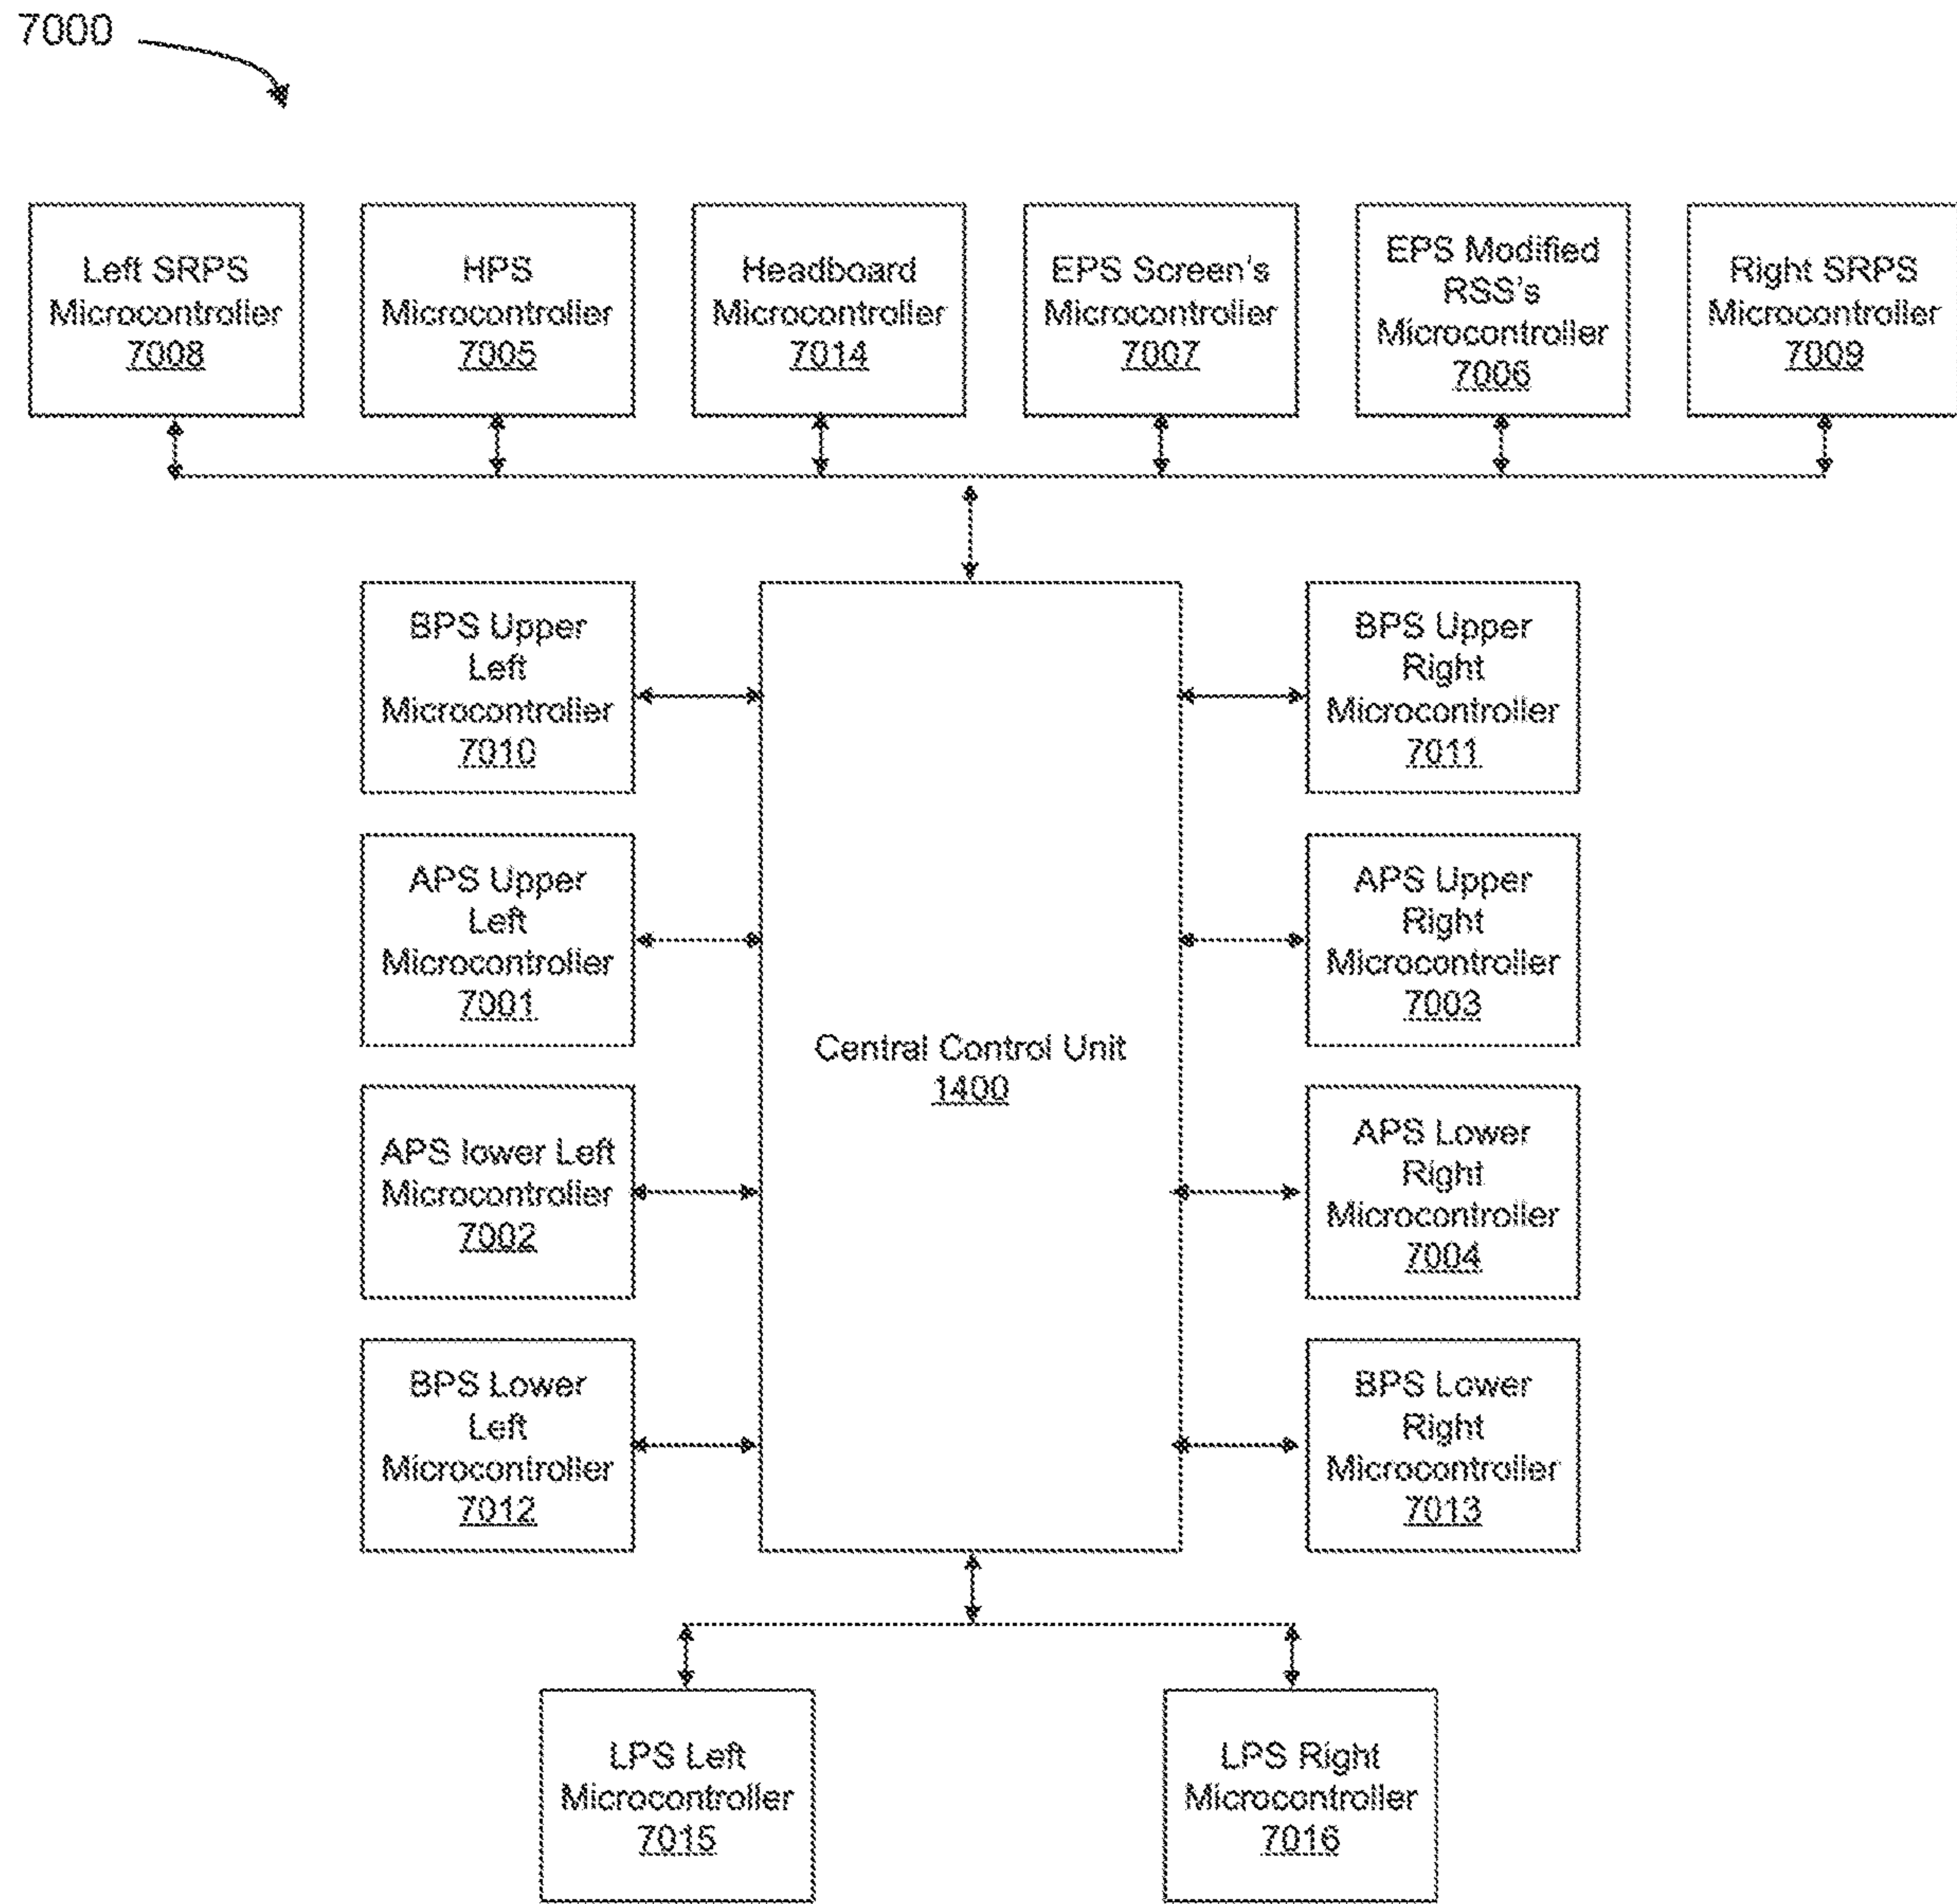 7000
Left SRPS
Microcontroller
7008
HPS
Microcontroller
7005
Headboard
Microcontroller
7014
EPS Screen's
Microcontroller
7007
EPS Modified
RSS's
Microcontroller
7006
Right SRPS
Microcontroller
7009
BPS Upper
Left
Microcontroller
7010
BPS Upper
Right
Microcontroller
7011
APS Upper
Left
Microcontroller
7001
APS Upper
Right
Microcontroller
7003
Central Control Unit
1400
APS lower Left
Microcontroller
7002
APS Lower
Right
Microcontroller
7004
BPS Lower
Left
Microcontroller
7012
BPS Lower
Right
Microcontroller
7013
LPS Left
Microcontroller
7015
LPS Right
Microcontroller
7016